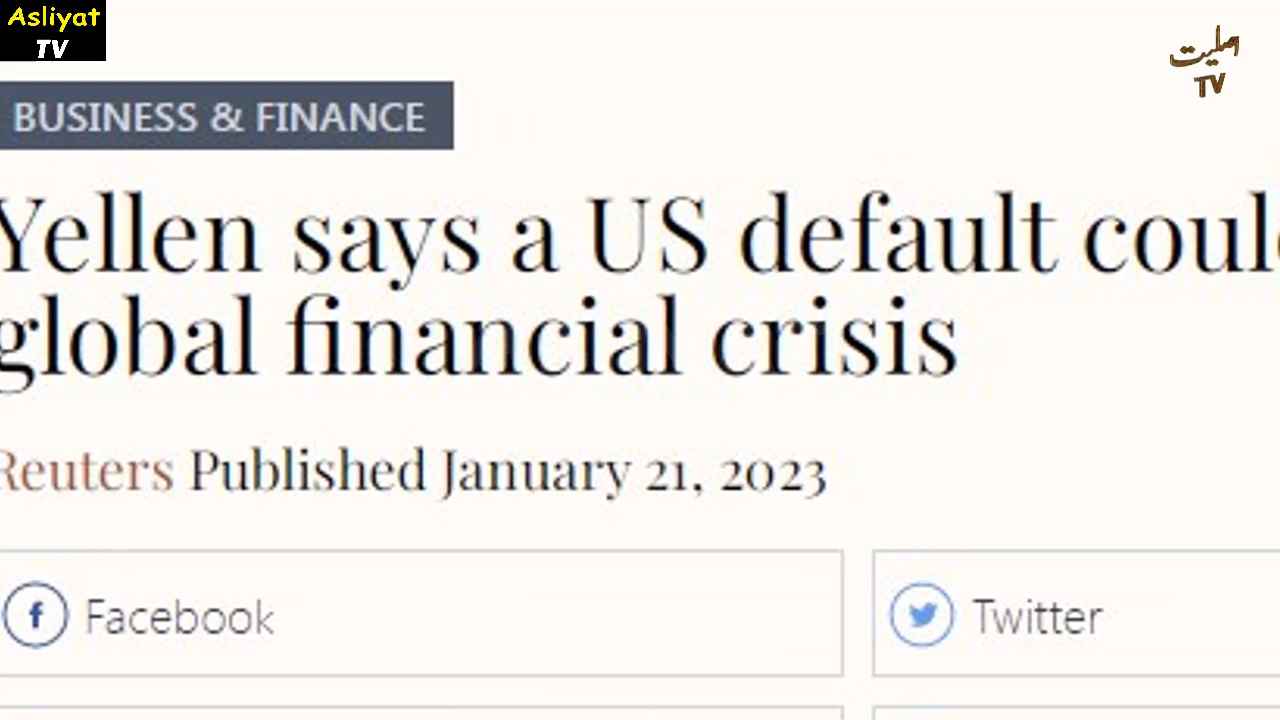 Asliyat
TV
اصلیت
TV
BUSINESS & FINANCE
Yellen says a US default could
global financial crisis
Reuters Published January 21, 2023
Facebook
Twitter